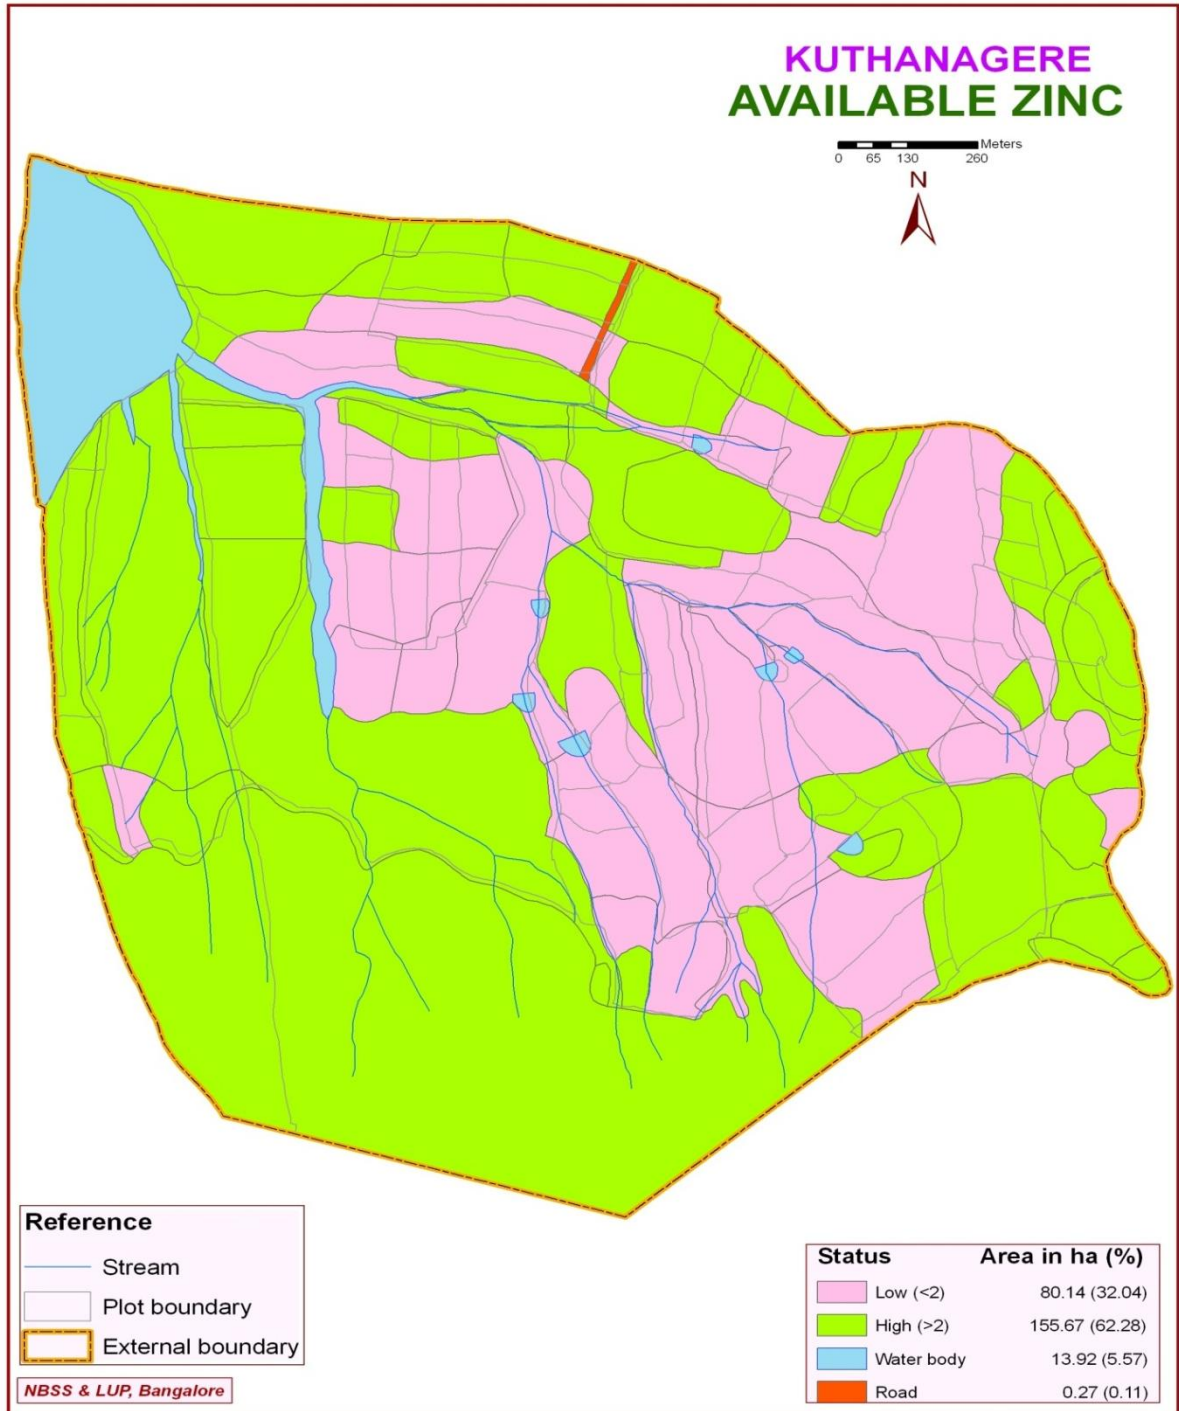 KUTHANAGERE
AVAILABLE ZINC
Meters
0 65 130 260
N
Reference
Stream
Plot boundary
External boundary
NBSS & LUP, Bangalore
Status Area in ha (%)
Low (<2) 80.14 (32.04)
High (>2) 155.67 (62.28)
Water body 13.92 (5.57)
Road 0.27 (0.11)